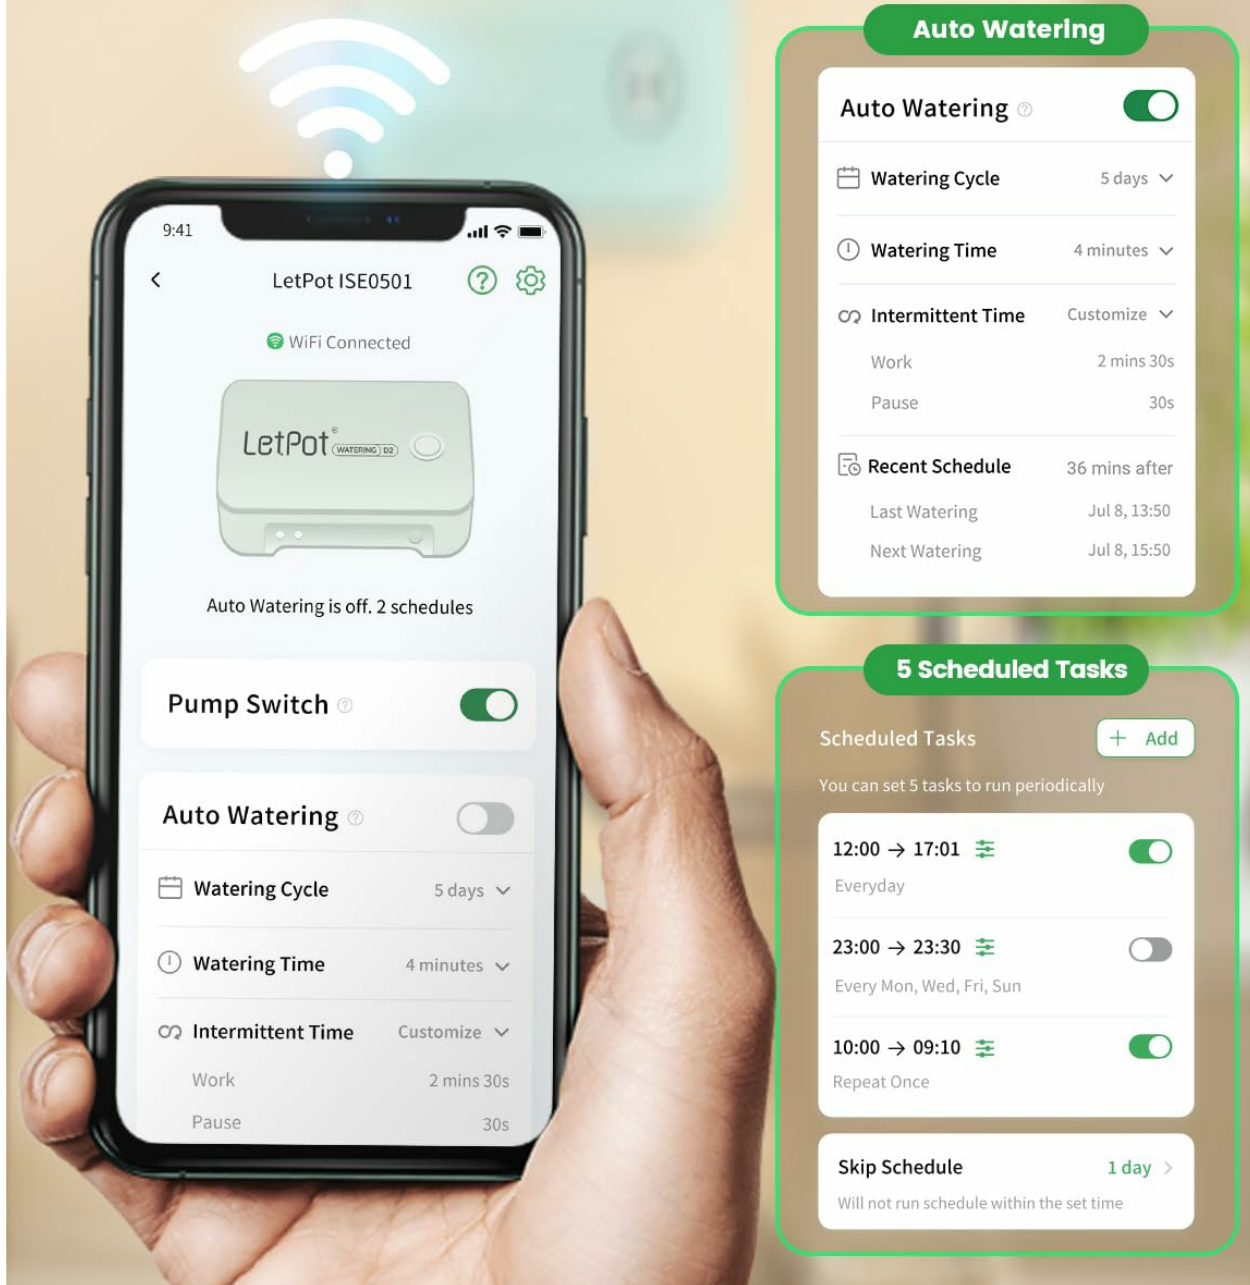 9:41
LetPot ISE0501
WiFi Connected
LetPot®
WATERING D2
Auto Watering is off. 2 schedules
Pump Switch
Auto Watering
Watering Cycle 5 days
Watering Time 4 minutes
Intermittent Time Customize
Work 2 mins 30s
Pause 30s
Auto Watering
Auto Watering
Watering Cycle 5 days
Watering Time 4 minutes
Intermittent Time Customize
Work 2 mins 30s
Pause 30s
Recent Schedule 36 mins after
Last Watering Jul 8, 13:50
Next Watering Jul 8, 15:50
5 Scheduled Tasks
Scheduled Tasks + Add
You can set 5 tasks to run periodically
12:00 → 17:01
Everyday
23:00 → 23:30
Every Mon, Wed, Fri, Sun
10:00 → 09:10
Repeat Once
Skip Schedule 1 day >
Will not run schedule within the set time